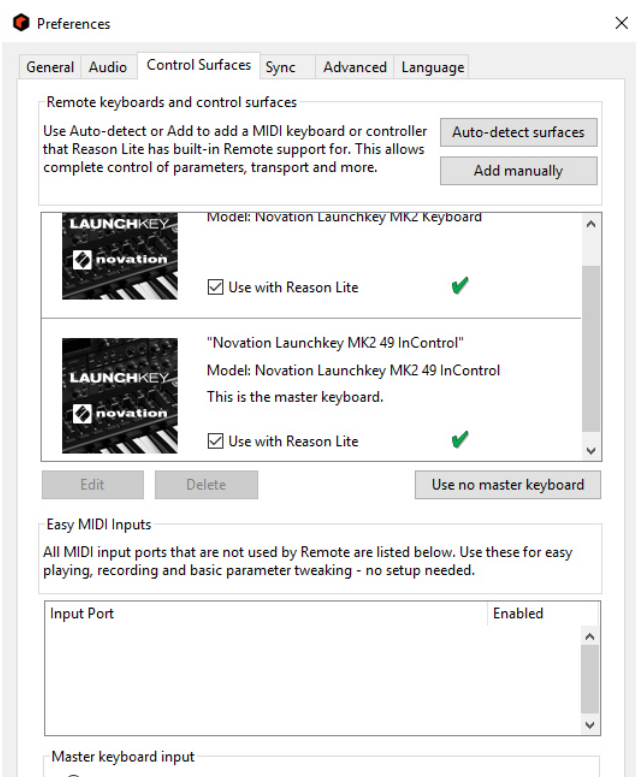 Preferences
General Audio Control Surfaces Sync Advanced Language
Remote keyboards and control surfaces
Use Auto-detect or Add to add a MIDI keyboard or controller
that Reason Lite has built-in Remote support for. This allows
complete control of parameters, transport and more.
Auto-detect surfaces
Add manually
LAUNCHKEY
novation
Model: Novation Launchkey MK2 Keyboard
Use with Reason Lite
LAUNCHKEY
novation
"Novation Launchkey MK2 49 InControl"
Model: Novation Launchkey MK2 49 InControl
This is the master keyboard.
Use with Reason Lite
Edit Delete Use no master keyboard
Easy MIDI Inputs
All MIDI input ports that are not used by Remote are listed below. Use these for easy
playing, recording and basic parameter tweaking - no setup needed.
Input Port Enabled
Master keyboard input